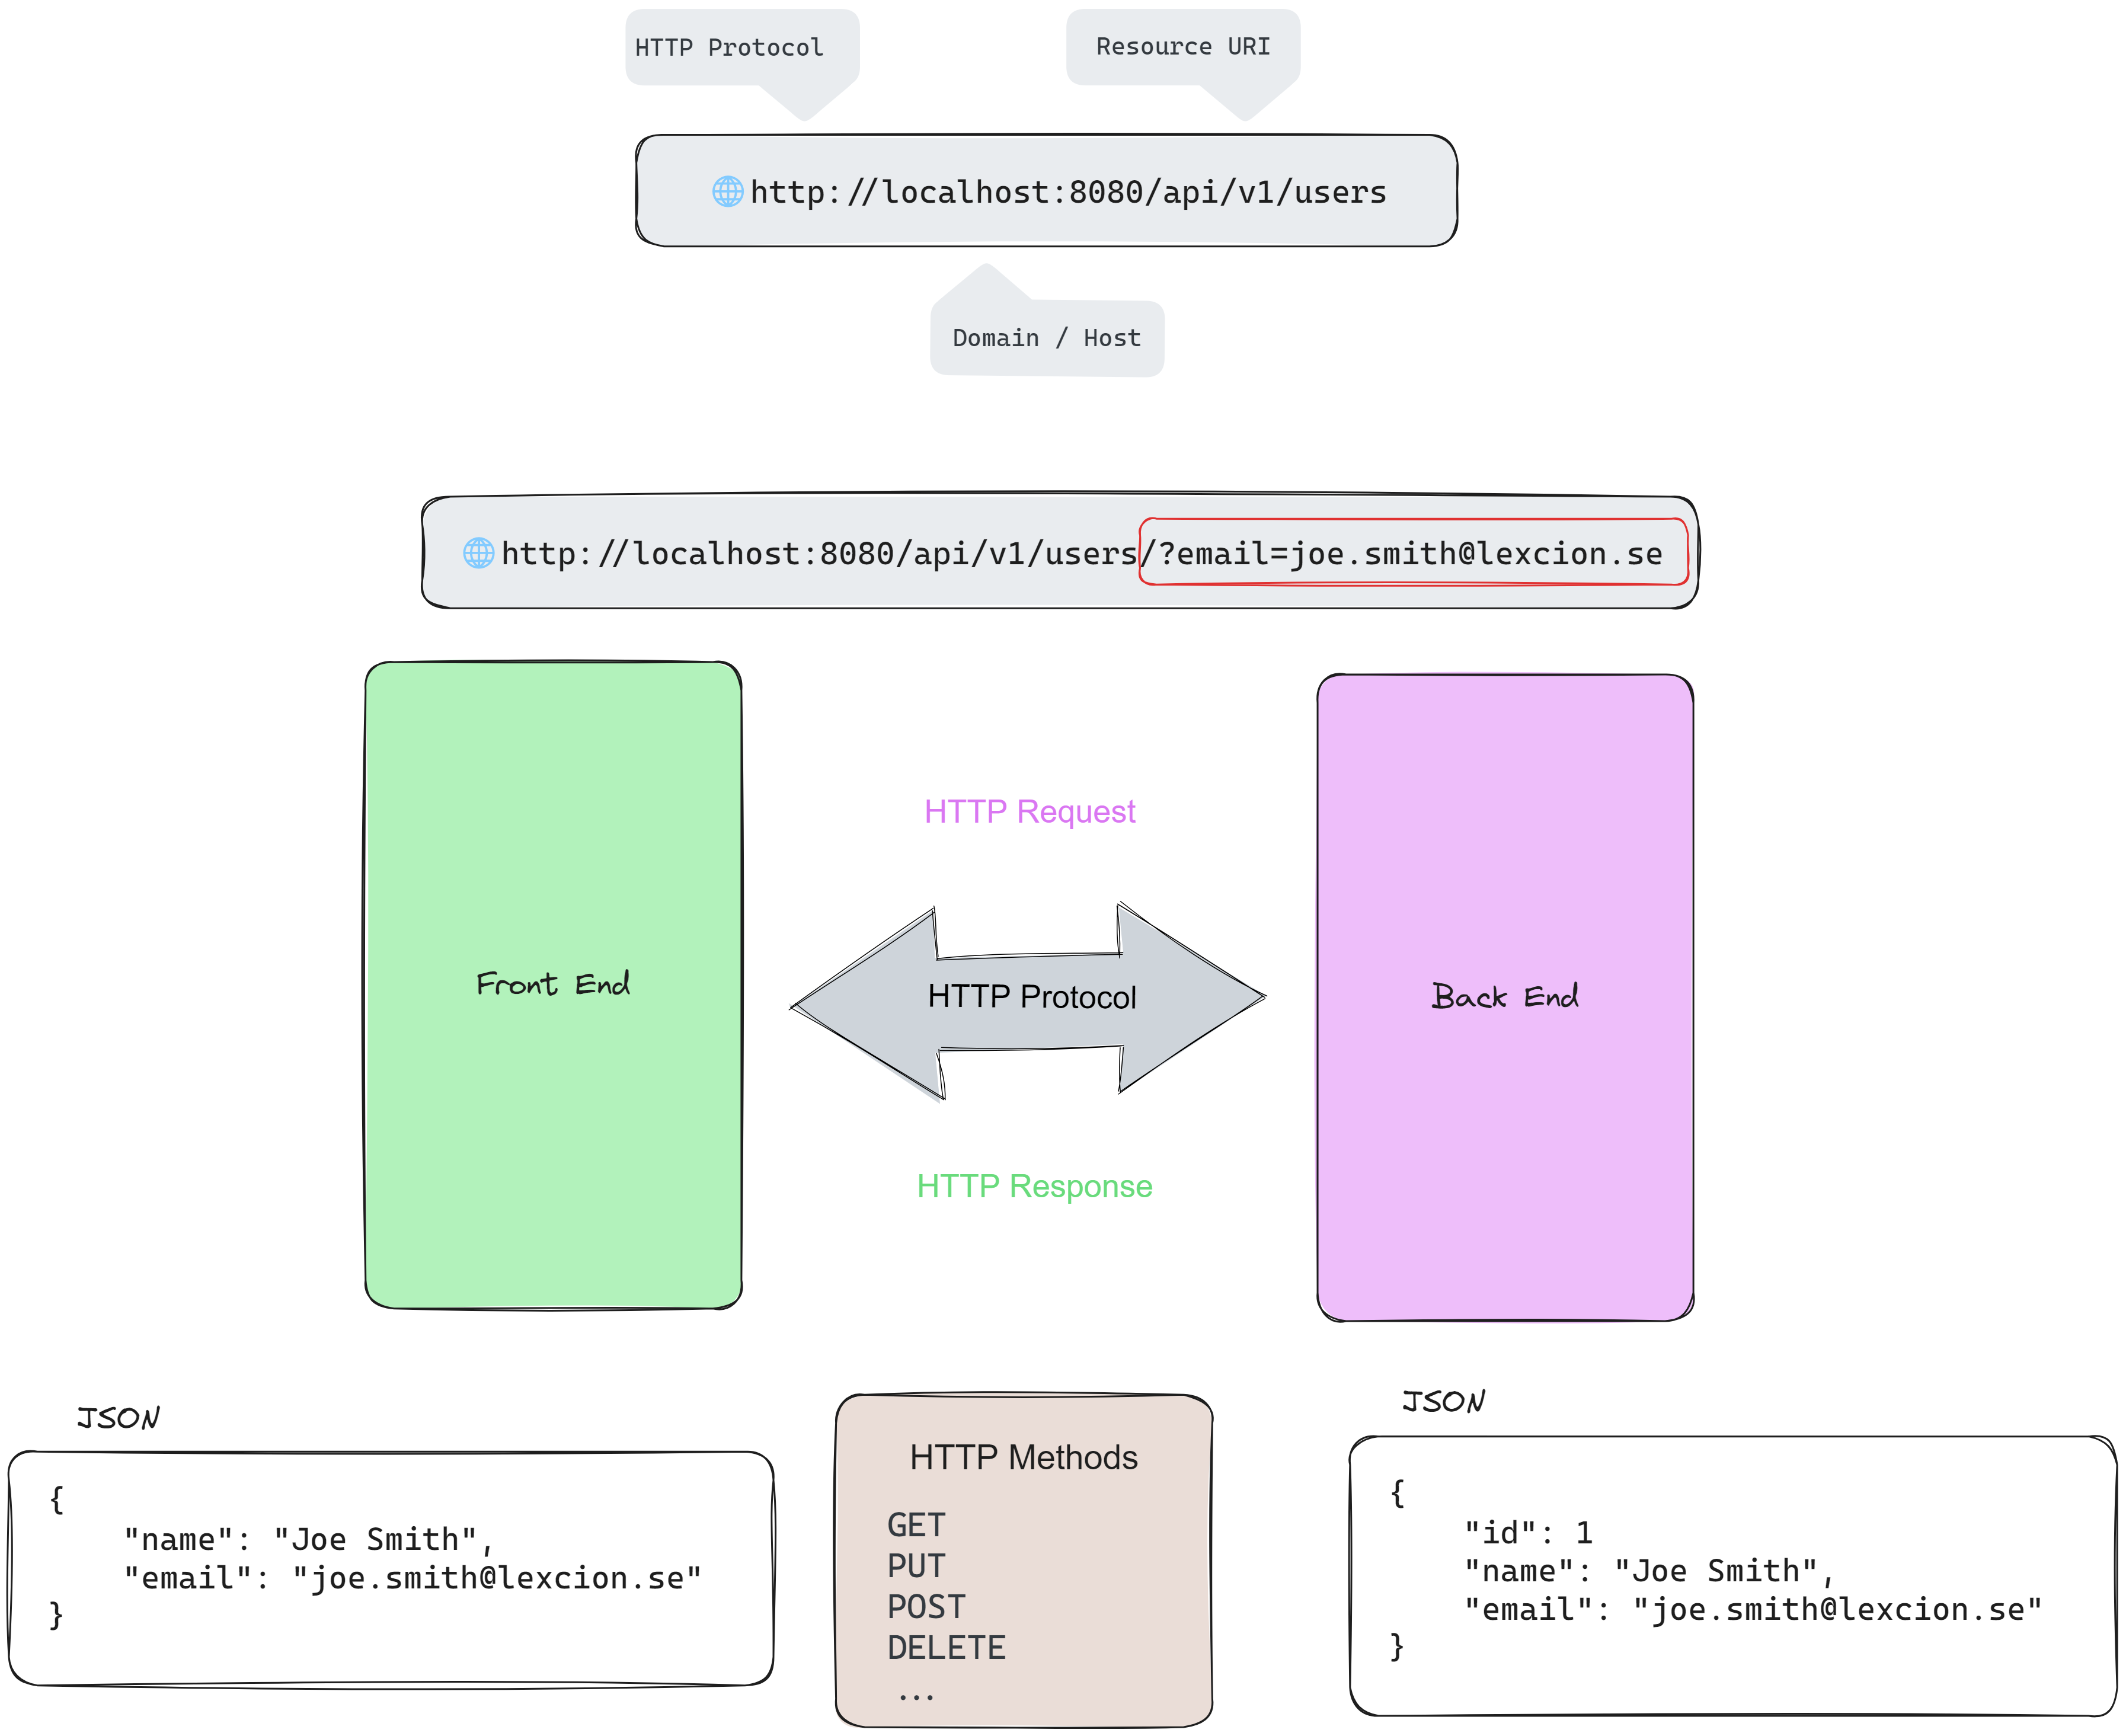 HTTP Protocol
Resource URI
http://localhost:8080/api/v1/users
Domain / Host
http://localhost:8080/api/v1/users/?email=joe.smith@lexcion.se
HTTP Request
Front End
HTTP Protocol
Back End
HTTP Response
JSON
{
"name": "Joe Smith",
"email": "joe.smith@lexcion.se"
}
HTTP Methods
GET
PUT
POST
DELETE
...
JSON
{
"id": 1
"name": "Joe Smith",
"email": "joe.smith@lexcion.se"
}